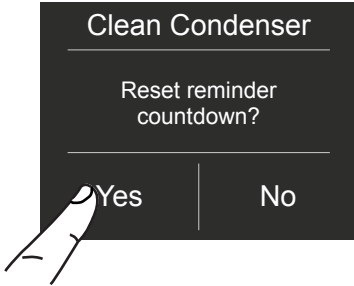 Clean Condenser
Reset reminder
countdown?
Yes
No